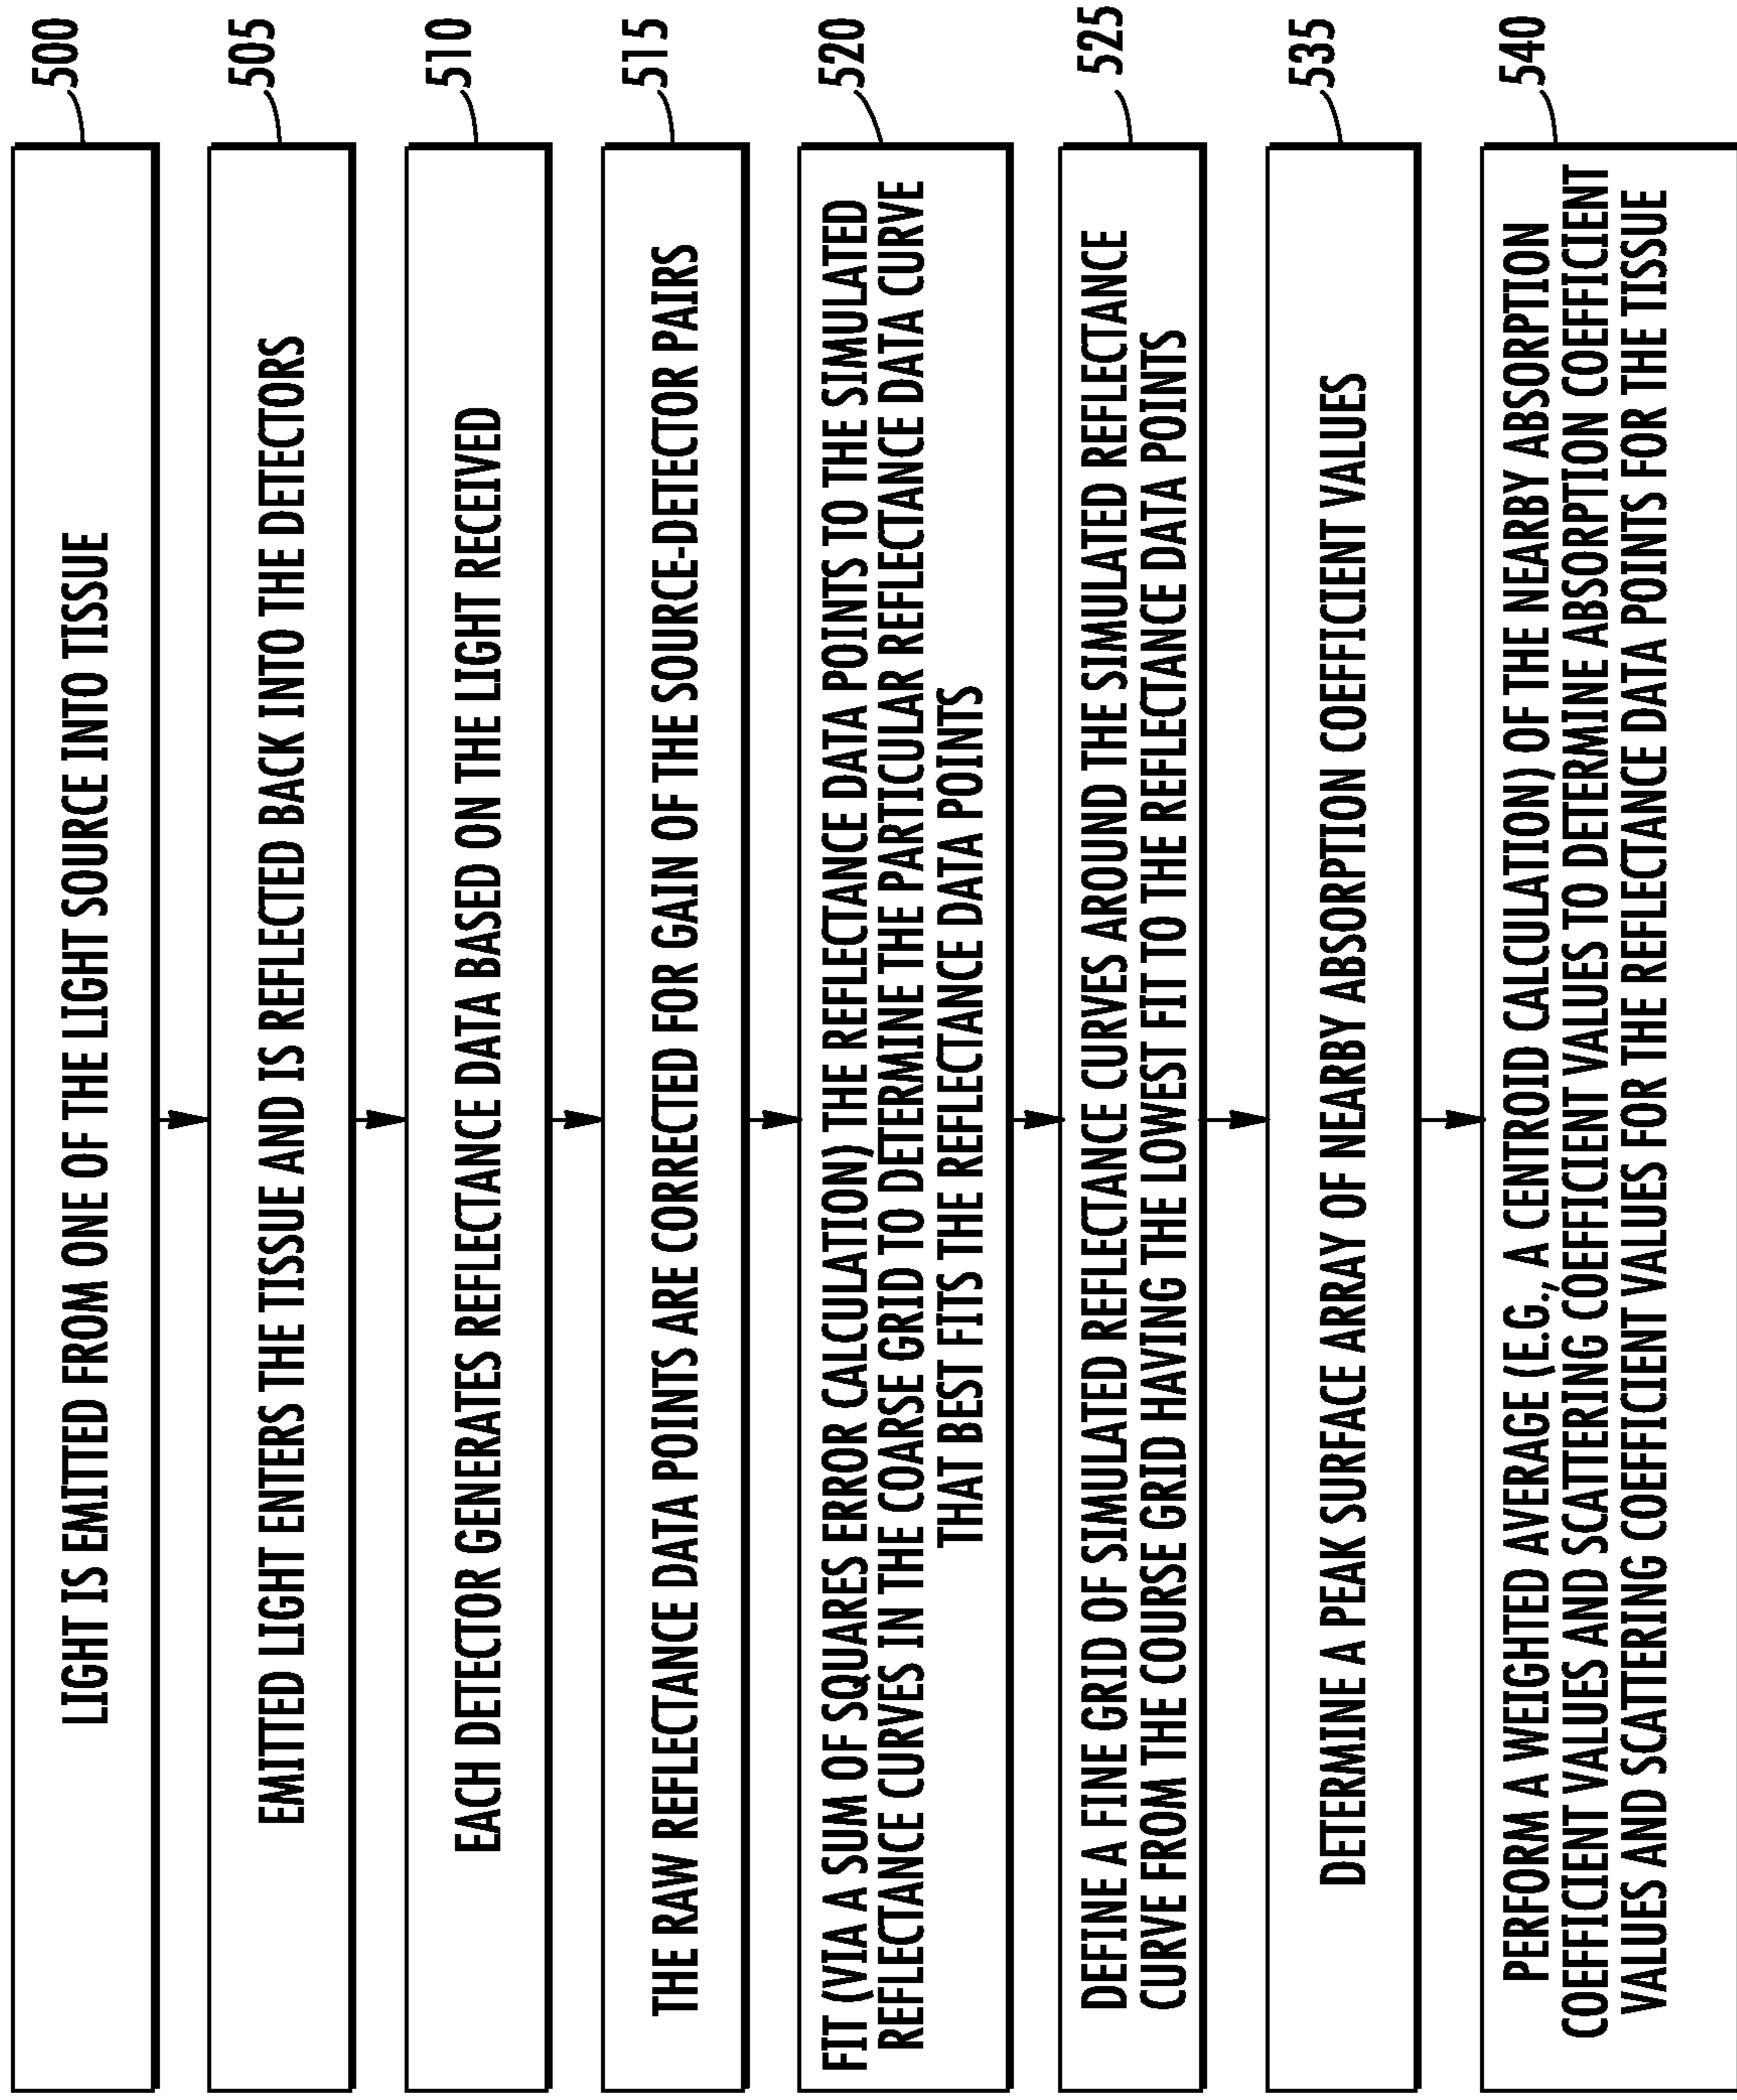 500
LIGHT IS EMITTED FROM ONE OF THE LIGHT SOURCE INTO TISSUE
505
EMITTED LIGHT ENTERS THE TISSUE AND IS REFLECTED BACK INTO THE DETECTORS
510
EACH DETECTOR GENERATES REFLECTANCE DATA BASED ON THE LIGHT RECEIVED
515
THE RAW REFLECTANCE DATA POINTS ARE CORRECTED FOR GAIN OF THE SOURCE-DETECTOR PAIRS
520
FIT (VIA A SUM OF SQUARES ERROR CALCULATION) THE REFLECTANCE DATA POINTS TO THE SIMULATED
REFLECTANCE CURVES IN THE COARSE GRID TO DETERMINE THE PARTICULAR REFLECTANCE DATA CURVE
THAT BEST FITS THE REFLECTANCE DATA POINTS
525
DEFINE A FINE GRID OF SIMULATED REFLECTANCE CURVES AROUND THE SIMULATED REFLECTANCE
CURVE FROM THE COURSE GRID HAVING THE LOWEST FIT TO THE REFLECTANCE DATA POINTS
535
DETERMINE A PEAK SURFACE ARRAY OF NEARBY ABSORPTION COEFFICIENT VALUES
540
PERFORM A WEIGHTED AVERAGE (E.G., A CENTROID CALCULATION) OF THE NEARBY ABSORPTION
COEFFICIENT VALUES AND SCATTERING COEFFICIENT VALUES TO DETERMINE ABSORPTION COEFFICIENT
VALUES AND SCATTERING COEFFICIENT VALUES FOR THE REFLECTANCE DATA POINTS FOR THE TISSUE